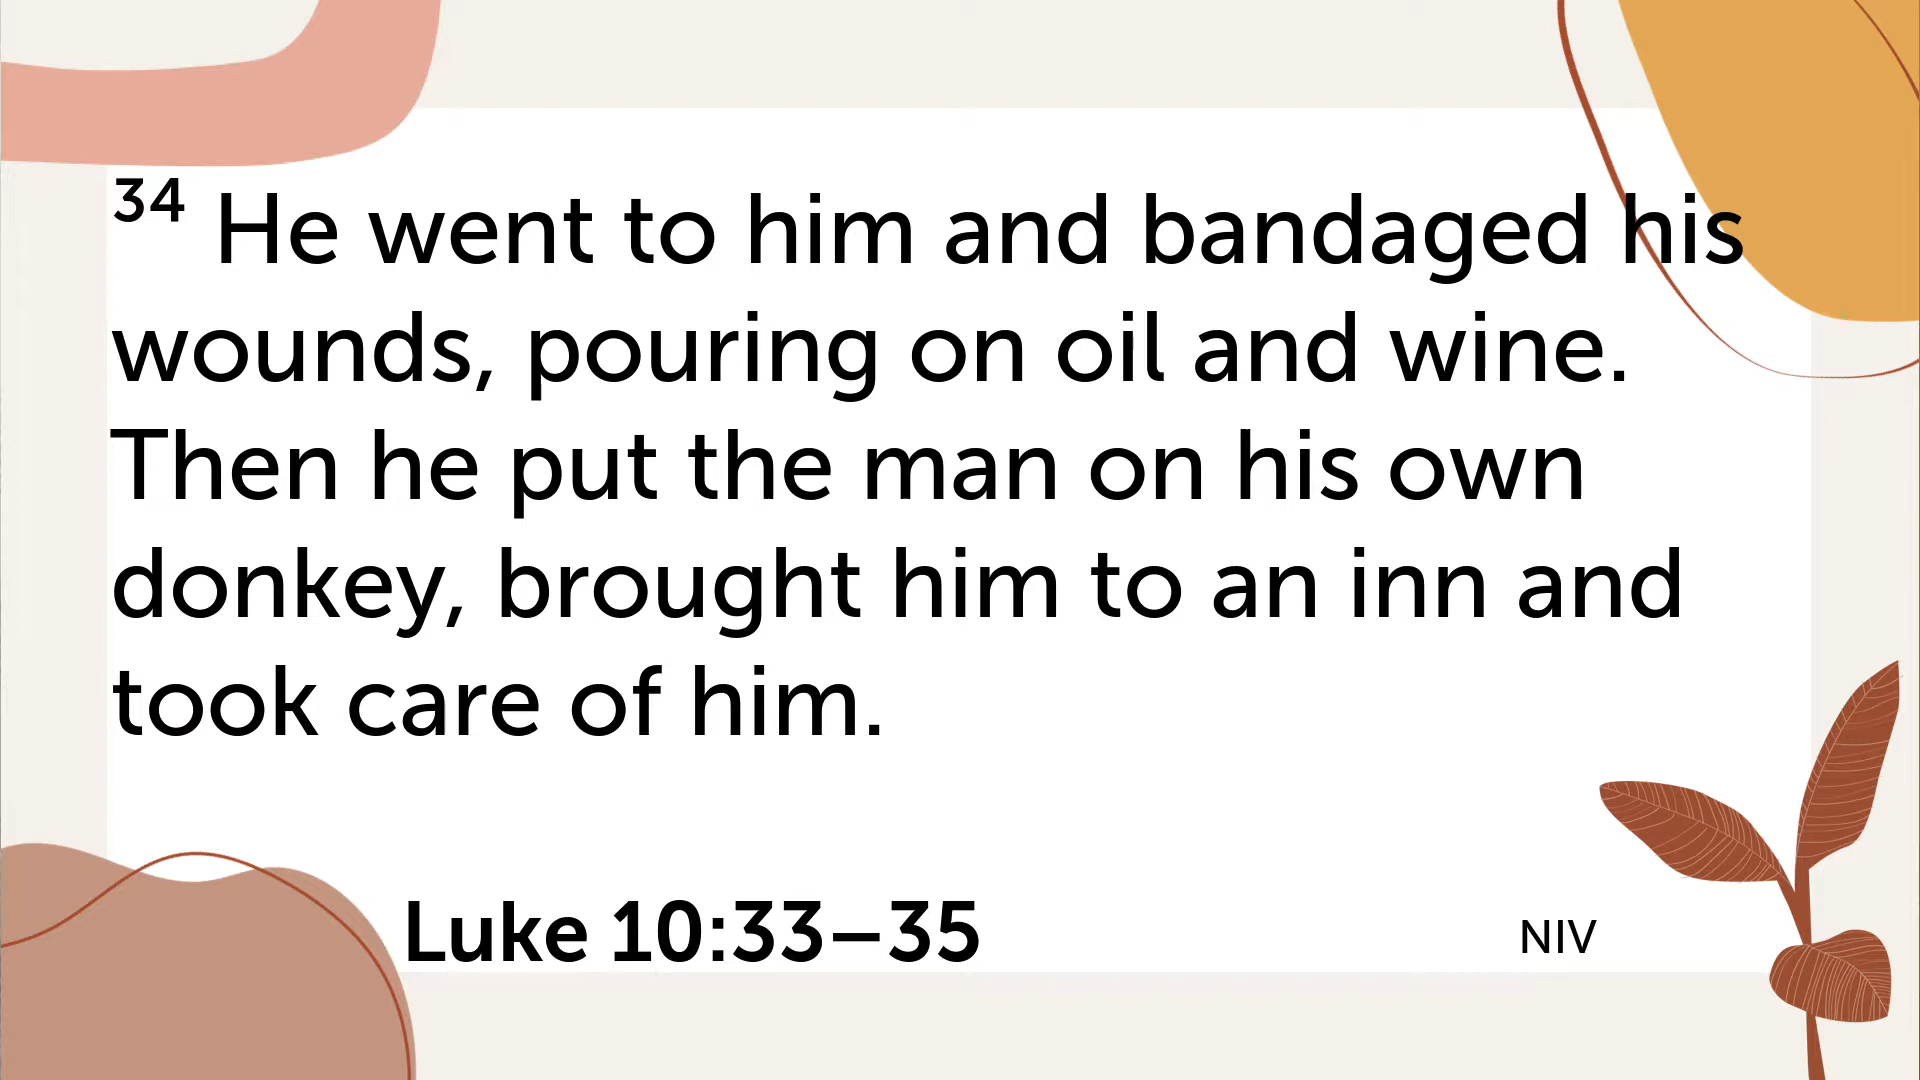 34 He went to him and bandaged his
wounds, pouring on oil and wine.
Then he put the man on his own
donkey, brought him to an inn and
took care of him.
Luke 10:33–35
NIV